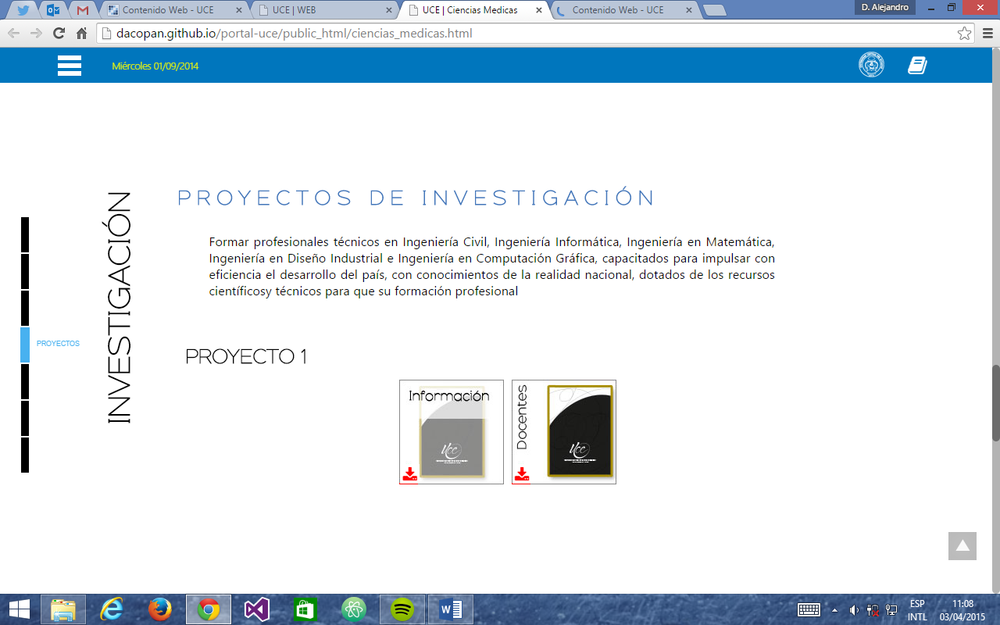 Contenido Web - UCE
UCE | WEB
UCE | Ciencias Medicas
Contenido Web - UCE
D. Alejandro
dacopan.github.io/portal-uce/public_html/ciencias_medicas.html
Miércoles 01/09/2014
PROYECTOS
INVESTIGACIÓN
PROYECTOS DE INVESTIGACIÓN
Formar profesionales técnicos en Ingeniería Civil, Ingeniería Informática, Ingeniería en Matemática,
Ingeniería en Diseño Industrial e Ingeniería en Computación Gráfica, capacitados para impulsar con
eficiencia el desarrollo del país, con conocimientos de la realidad nacional, dotados de los recursos
científicosy técnicos para que su formación profesional
PROYECTO 1
Información
Ucc
Docentes
Ucc
ESP
INTL
11:08
03/04/2015